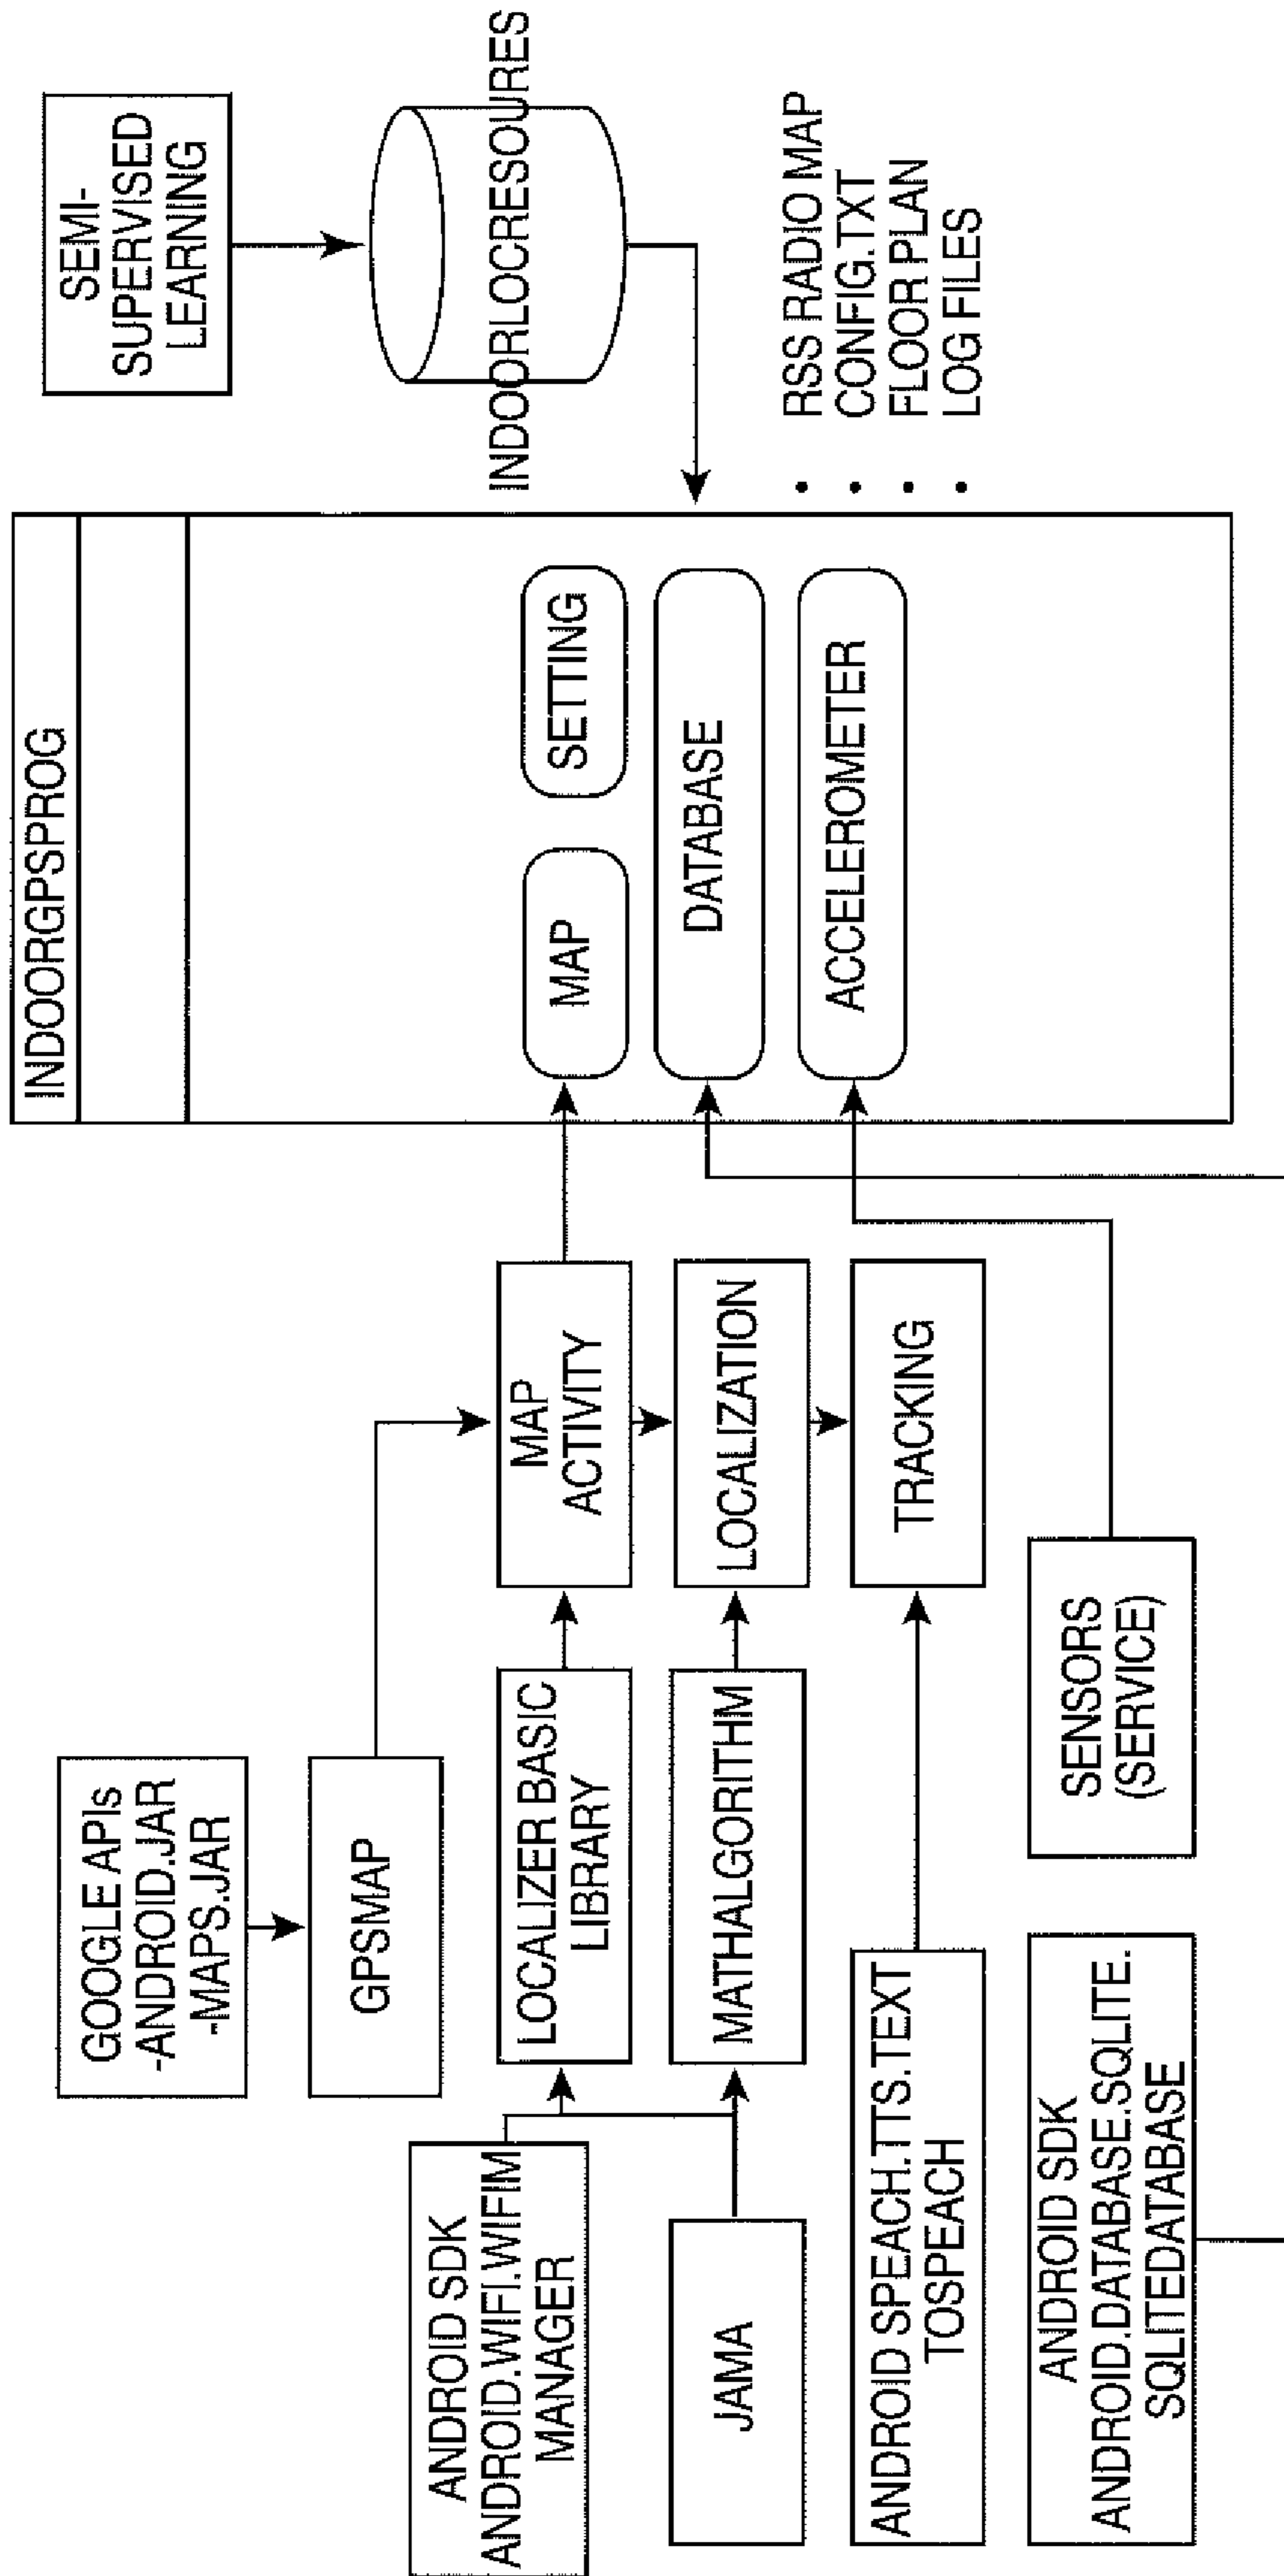 GOOGLE APIs
-ANDROID.JAR
-MAPS.JAR
GPSMAP
ANDROID SDK
ANDROID.WIFI.WIFIM
MANAGER
LOCALIZER BASIC
LIBRARY
MAP
ACTIVITY
JAMA
MATHALGORITHM
LOCALIZATION
ANDROID SPEACH.TTS.TEXT
TOSPEACH
TRACKING
ANDROID SDK
ANDROID.DATABASE.SQLITE.
SQLITEDATABASE
SENSORS
(SERVICE)
INDOORGPSPROG
MAP
SETTING
DATABASE
ACCELEROMETER
SEMI-
SUPERVISED
LEARNING
INDOORLOCRESOURES
• RSS RADIO MAP
• CONFIG.TXT
• FLOOR PLAN
• LOG FILES